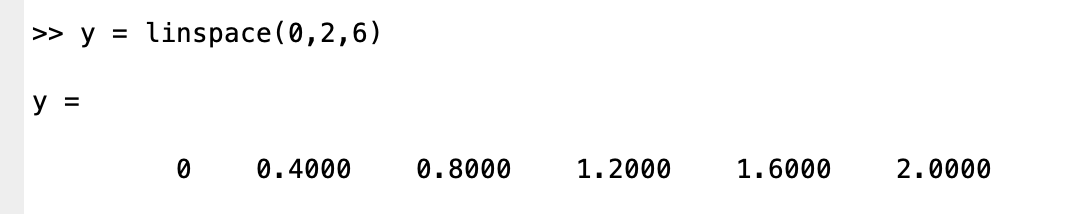 >> y = linspace(0,2,6)
y =
0 0.4000 0.8000 1.2000 1.6000 2.0000